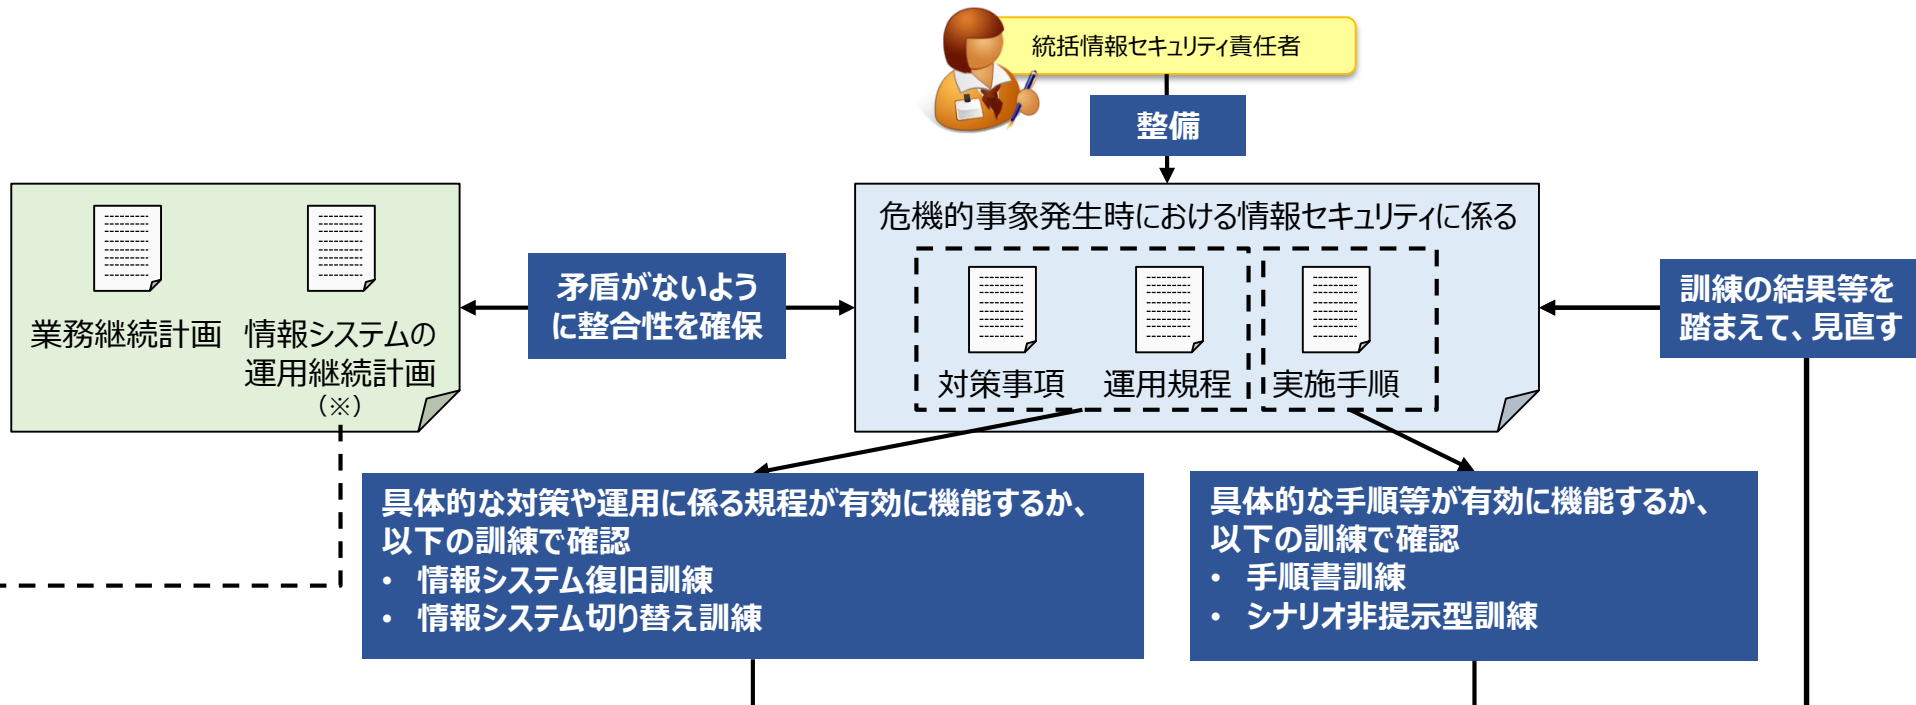 統括情報セキュリティ責任者
整備
業務継続計画
情報システムの
運用継続計画
（※）
矛盾がないよう
に整合性を確保
危機的事象発生時における情報セキュリティに係る
対策事項
運用規程
実施手順
訓練の結果等を
踏まえて、見直す
具体的な対策や運用に係る規程が有効に機能するか、
以下の訓練で確認
• 情報システム復旧訓練
• 情報システム切り替え訓練
具体的な手順等が有効に機能するか、
以下の訓練で確認
• 手順書訓練
• シナリオ非提示型訓練